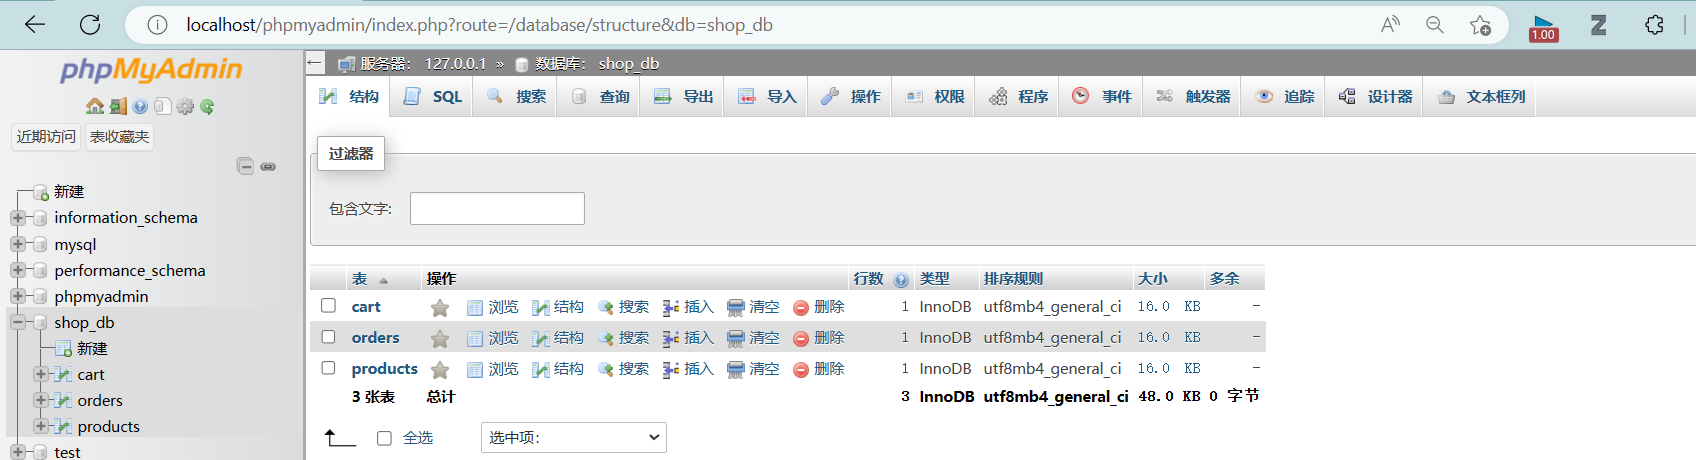 localhost/phpmyadmin/index.php?route=/database/structure&db=shop_db
1.00
phpMyAdmin
近期访问 表收藏夹
新建
information_schema
mysql
performance_schema
phpmyadmin
shop_db
新建
cart
orders
products
test
服务器: 127.0.0.1 » 数据库: shop_db
结构 SQL 搜索 查询 导出 导入 操作 权限 程序 事件 触发器 追踪 设计器 文本框列
过滤器
包含文字:
表 操作 行数 类型 排序规则 大小 多余
cart 浏览 结构 搜索 插入 清空 删除 1 InnoDB utf8mb4_general_ci 16.0 KB -
orders 浏览 结构 搜索 插入 清空 删除 1 InnoDB utf8mb4_general_ci 16.0 KB -
products 浏览 结构 搜索 插入 清空 删除 1 InnoDB utf8mb4_general_ci 16.0 KB -
3 张表 总计 3 InnoDB utf8mb4_general_ci 48.0 KB 0 字节
全选 选中项: